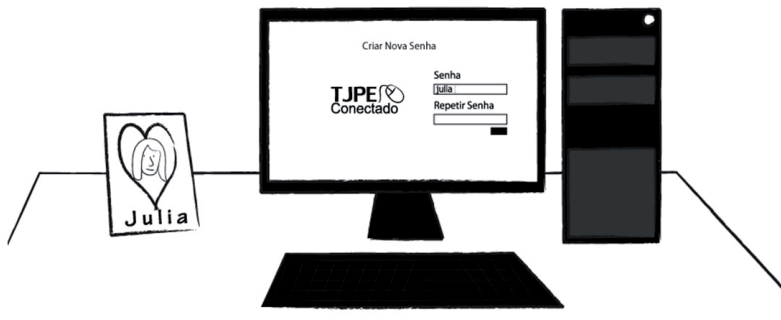 Criar Nova Senha
Senha
julia
TJPE
Conectado
Repetir Senha
Julia